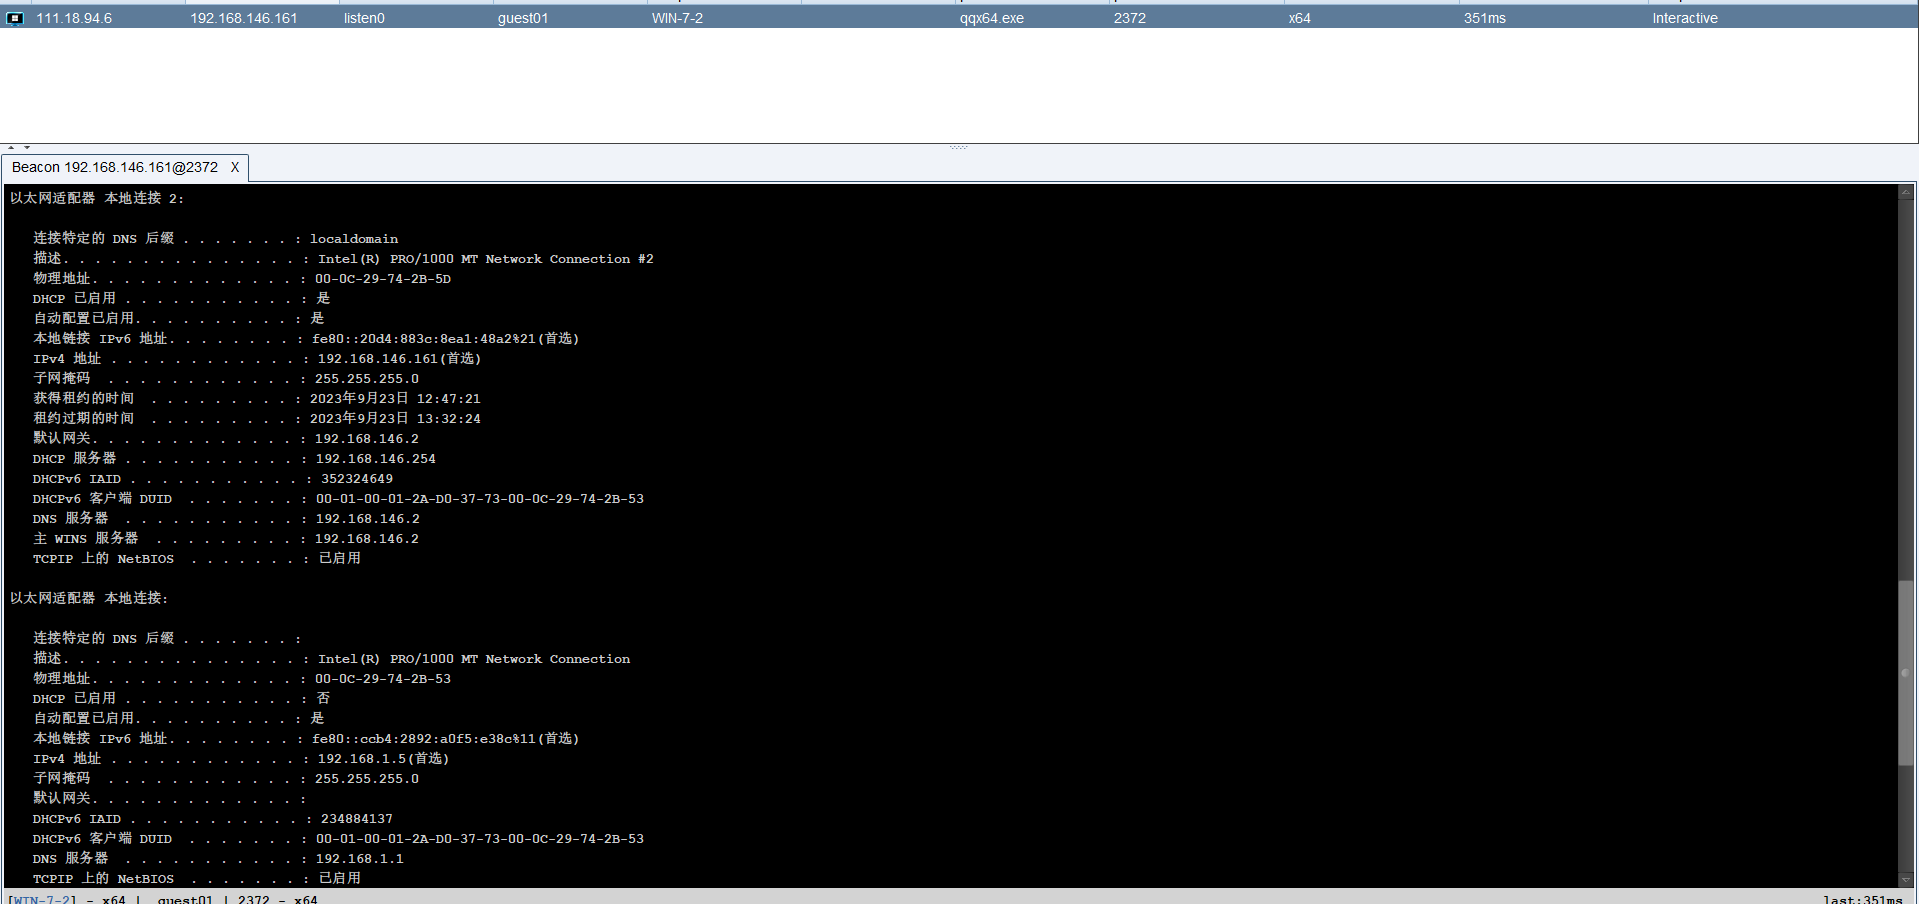 111.18.94.6 192.168.146.161 listen0 guest01 WIN-7-2 qqx64.exe 2372 x64 351ms Interactive
Beacon 192.168.146.161@2372 X
以太网适配器 本地连接 2:
连接特定的 DNS 后缀 . . . . . . . : localdomain
描述. . . . . . . . . . . . . . . : Intel(R) PRO/1000 MT Network Connection #2
物理地址. . . . . . . . . . . . . : 00-0C-29-74-2B-5D
DHCP 已启用 . . . . . . . . . . . : 是
自动配置已启用. . . . . . . . . . : 是
本地链接 IPv6 地址. . . . . . . . : fe80::20d4:883c:8ea1:48a2%21(首选)
IPv4 地址 . . . . . . . . . . . . : 192.168.146.161(首选)
子网掩码  . . . . . . . . . . . . : 255.255.255.0
获得租约的时间  . . . . . . . . . : 2023年9月23日 12:47:21
租约过期的时间  . . . . . . . . . : 2023年9月23日 13:32:24
默认网关. . . . . . . . . . . . . : 192.168.146.2
DHCP 服务器 . . . . . . . . . . . : 192.168.146.254
DHCPv6 IAID . . . . . . . . . . . : 352324649
DHCPv6 客户端 DUID  . . . . . . . : 00-01-00-01-2A-D0-37-73-00-0C-29-74-2B-53
DNS 服务器  . . . . . . . . . . . : 192.168.146.2
主 WINS 服务器  . . . . . . . . . : 192.168.146.2
TCPIP 上的 NetBIOS  . . . . . . . : 已启用
以太网适配器 本地连接:
连接特定的 DNS 后缀 . . . . . . . :
描述. . . . . . . . . . . . . . . : Intel(R) PRO/1000 MT Network Connection
物理地址. . . . . . . . . . . . . : 00-0C-29-74-2B-53
DHCP 已启用 . . . . . . . . . . . : 否
自动配置已启用. . . . . . . . . . : 是
本地链接 IPv6 地址. . . . . . . . : fe80::ccb4:2892:a0f5:e38c%11(首选)
IPv4 地址 . . . . . . . . . . . . : 192.168.1.5(首选)
子网掩码  . . . . . . . . . . . . : 255.255.255.0
默认网关. . . . . . . . . . . . . :
DHCPv6 IAID . . . . . . . . . . . : 234884137
DHCPv6 客户端 DUID  . . . . . . . : 00-01-00-01-2A-D0-37-73-00-0C-29-74-2B-53
DNS 服务器  . . . . . . . . . . . : 192.168.1.1
TCPIP 上的 NetBIOS  . . . . . . . : 已启用
[WIN-7-2] - x64 | guest01 | 2372 - x64 last:351ms